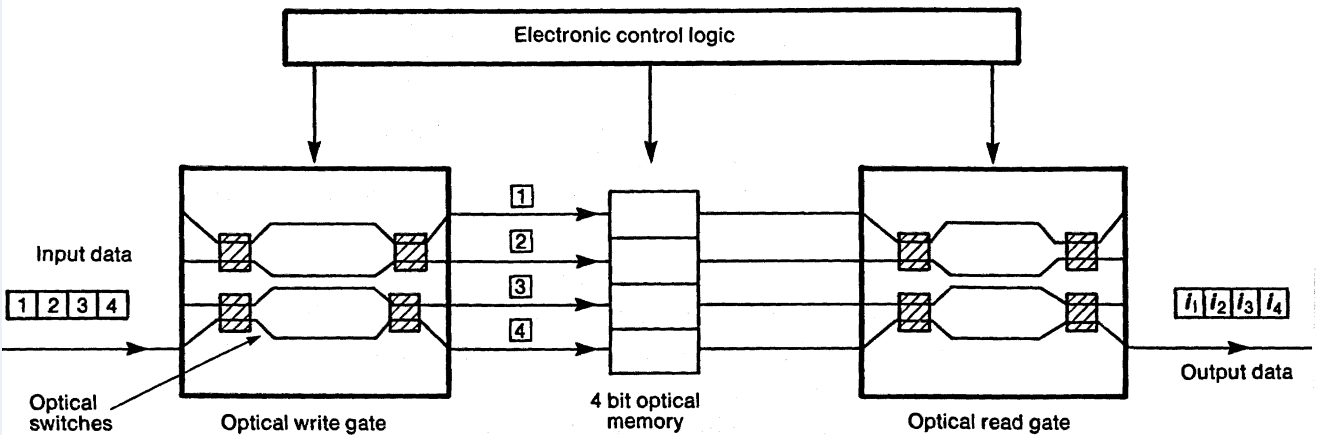 Electronic control logic
Input data
1 2 3 4
1
2
3
4
i1 i2 i3 i4
Output data
Optical
switches
Optical write gate
4 bit optical
memory
Optical read gate